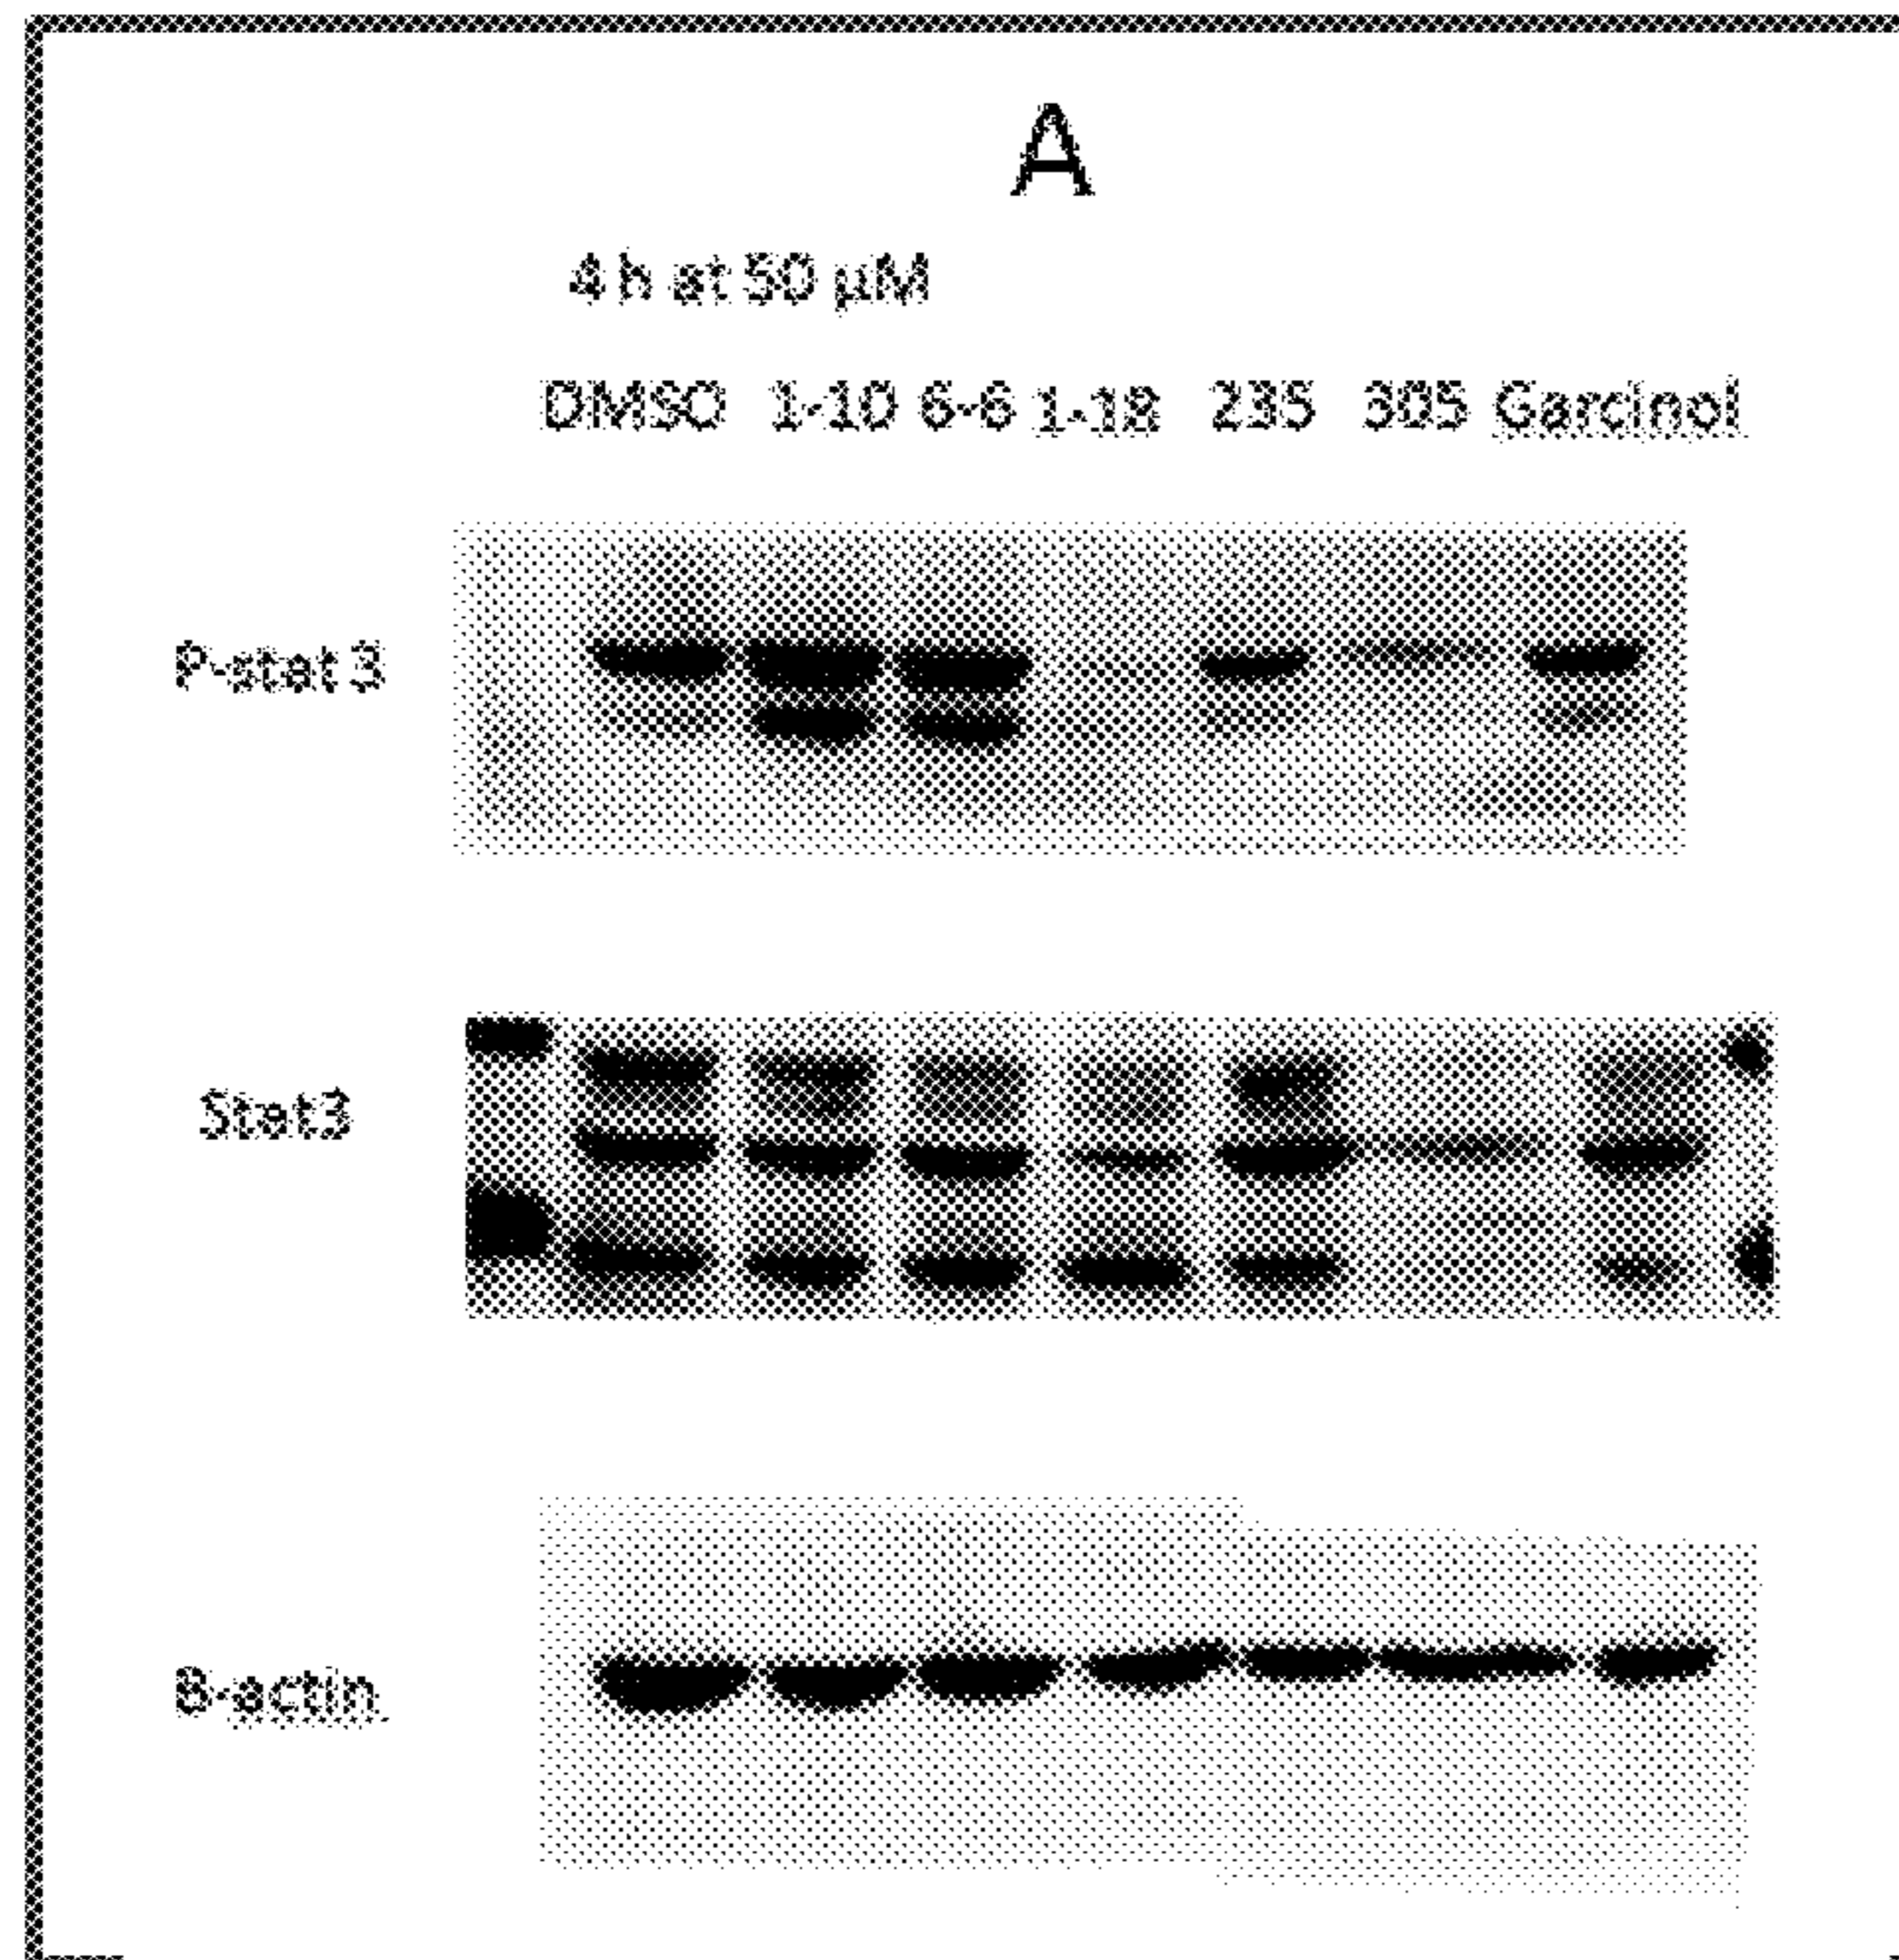 A
4 h at 50 µM
DMSO 1-10 6-6 1-18 235 305 Garcinol
P-stat 3
Stat3
B-actin